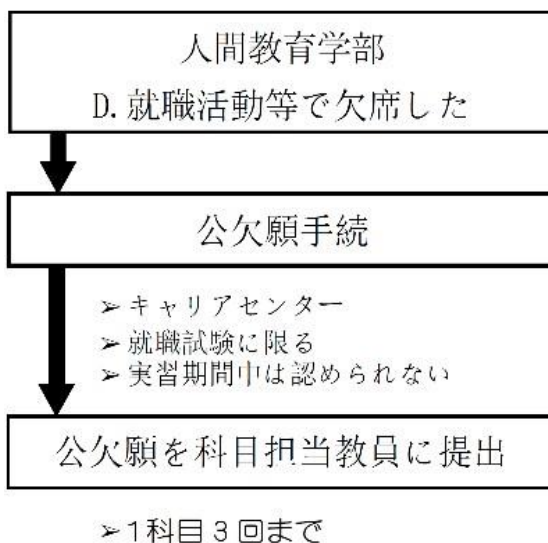 人間教育学部
D.就職活動等で欠席した
公欠願手続
➢キャリアセンター
➢就職試験に限る
➢実習期間中は認められない
公欠願を科目担当教員に提出
➢1科目3回まで